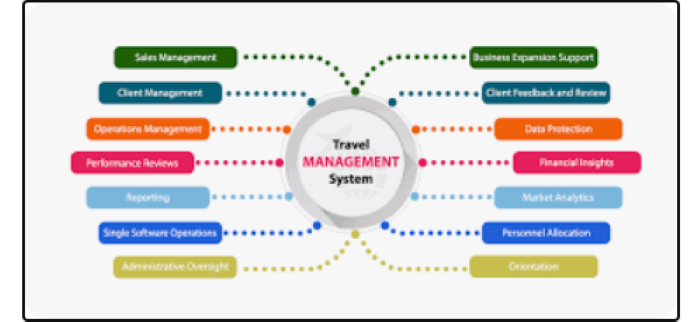 Sales Management
Business Expansion Support
Client Management
Client Feedback and Review
Operations Management
Data Protection
Travel
MANAGEMENT
System
Performance Reviews
Financial Insights
Reporting
Market Analytics
Single Software Operations
Personnel Allocation
Administrative Oversight
Orientation